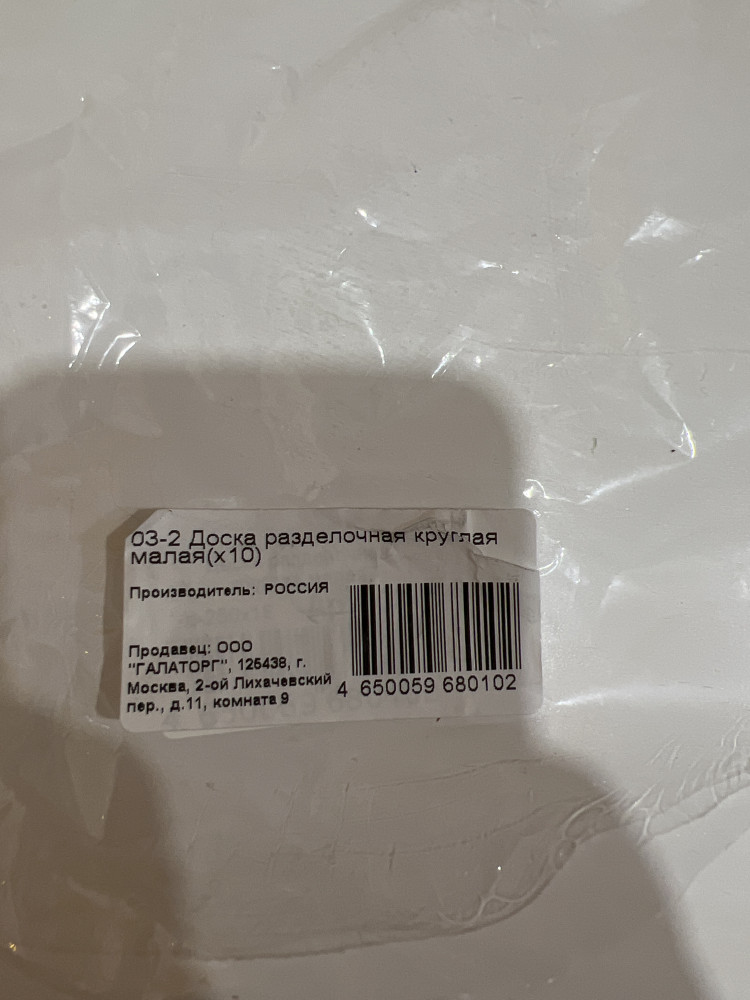 03-2 Доска разделочная круглая
малая(х10)
Производитель: РОССИЯ
Продавец: ООО
"ГАЛАТОРГ", 125438, г.
Москва, 2-ой Лихачевский
пер., д.11, комната 9
4 650059 680102